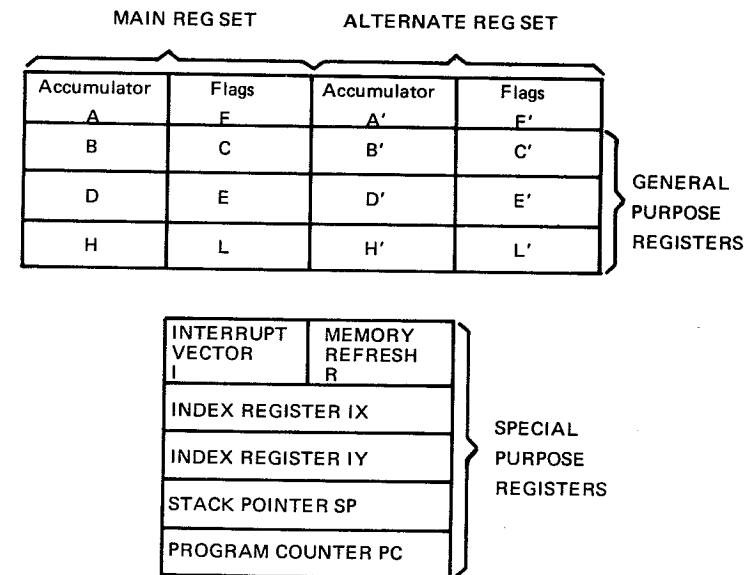 MAIN REG SET ALTERNATE REG SET
Accumulator Flags Accumulator Flags
A F A' F'
B C B' C'
D E D' E'
H L H' L'
GENERAL
PURPOSE
REGISTERS
INTERRUPT MEMORY
VECTOR REFRESH
I R
INDEX REGISTER IX
INDEX REGISTER IY
STACK POINTER SP
PROGRAM COUNTER PC
SPECIAL
PURPOSE
REGISTERS